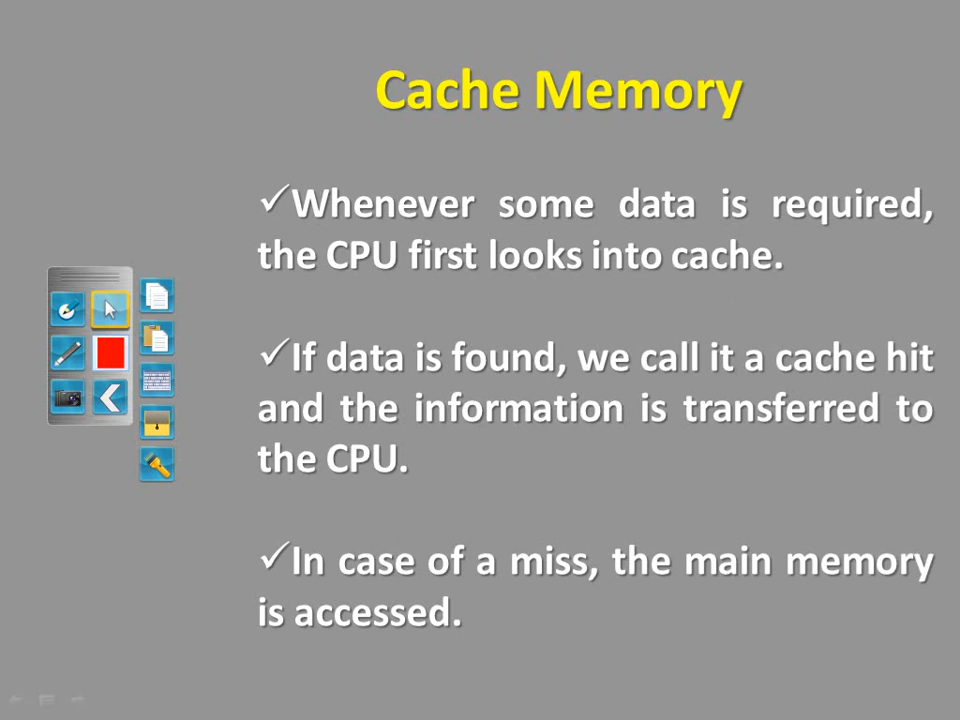 Cache Memory
✓Whenever some data is required,
the CPU first looks into cache.
✓If data is found, we call it a cache hit
and the information is transferred to
the CPU.
✓In case of a miss, the main memory
is accessed.